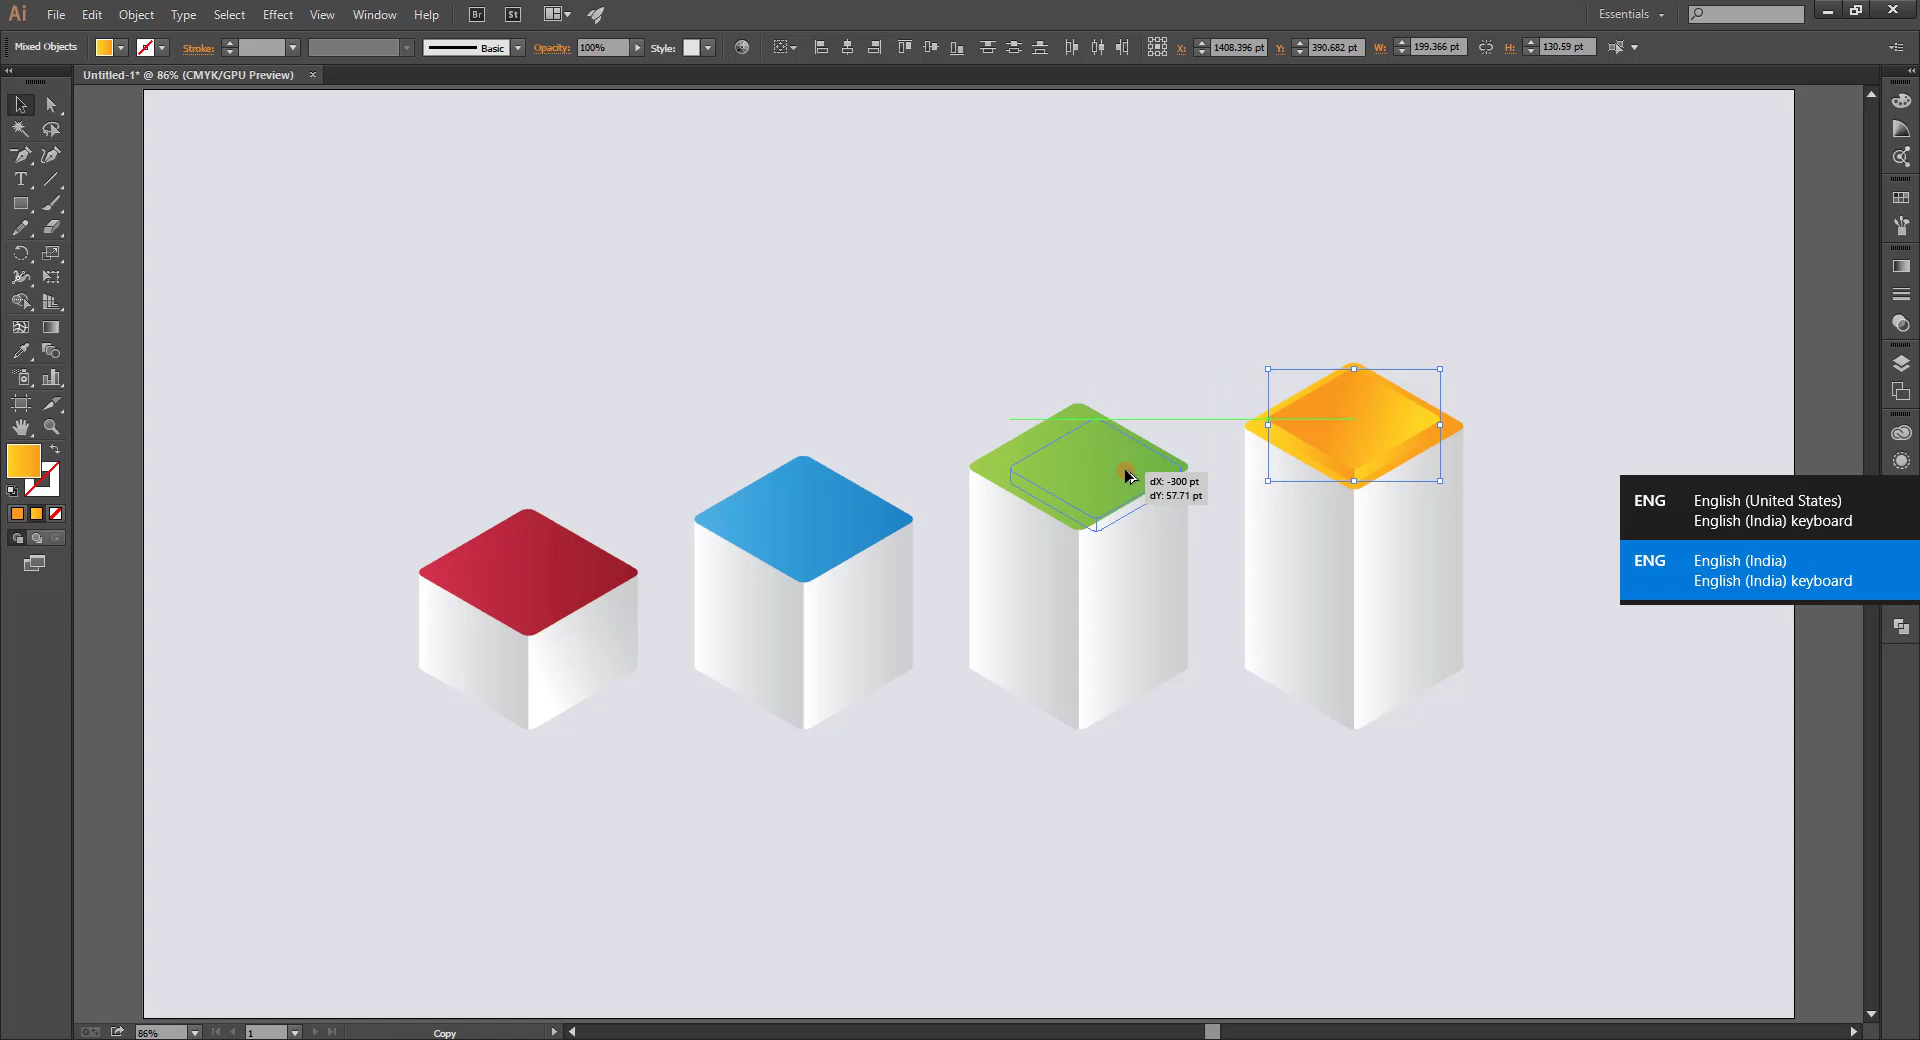 Ai File Edit Object Type Select Effect View Window Help Br St Essentials
Mixed Objects Stroke: Basic Opacity: 100% Style: X: 1408.396 pt Y: 390.682 pt W: 199.366 pt H: 130.59 pt
Untitled-1* @ 86% (CMYK/GPU Preview) ×
T
dX: -300 pt
dY: 57.71 pt
ENG English (United States)
English (India) keyboard
ENG English (India)
English (India) keyboard
86% 1 Copy